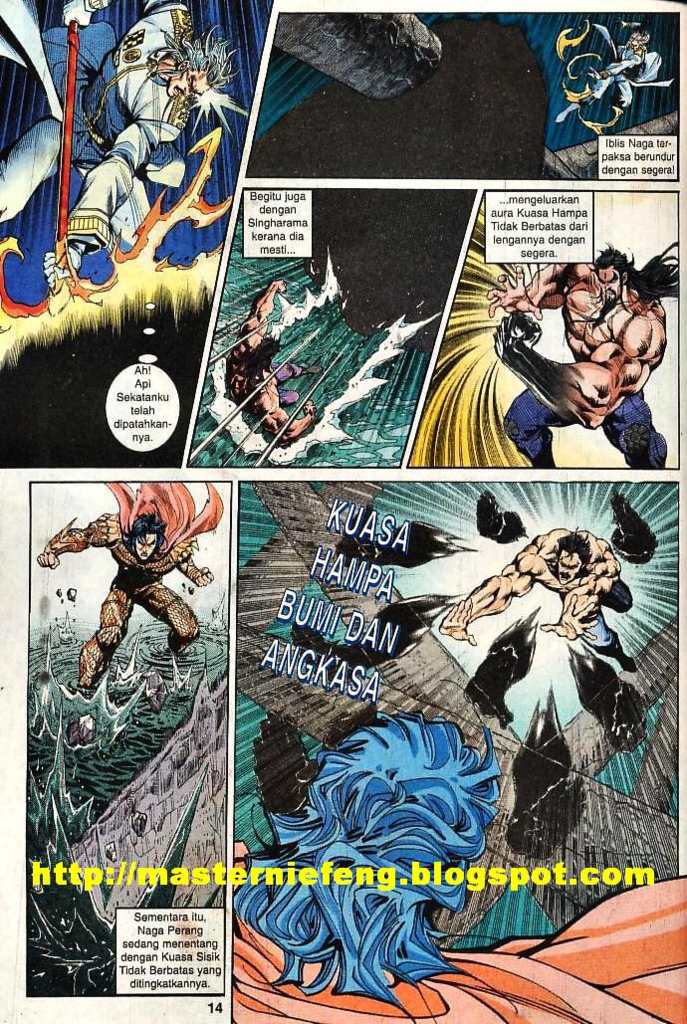 Ah!
Api
Sekatanku
telah
dipatahkan-
nya.
Iblis Naga ter-
paksa berundur
dengan segera!
Begitu juga
dengan
Singharama
kerana dia
mesti...
...mengeluarkan
aura Kuasa Hampa
Tidak Berbatas dari
lengannya dengan
segera.
Sementara itu,
Naga Perang
sedang menentang
dengan Kuasa Sisik
Tidak Berbatas yang
ditingkatkannya.
KUASA
HAMPA
BUMI DAN
ANGKASA
http://masterniefeng.blogspot.com
14